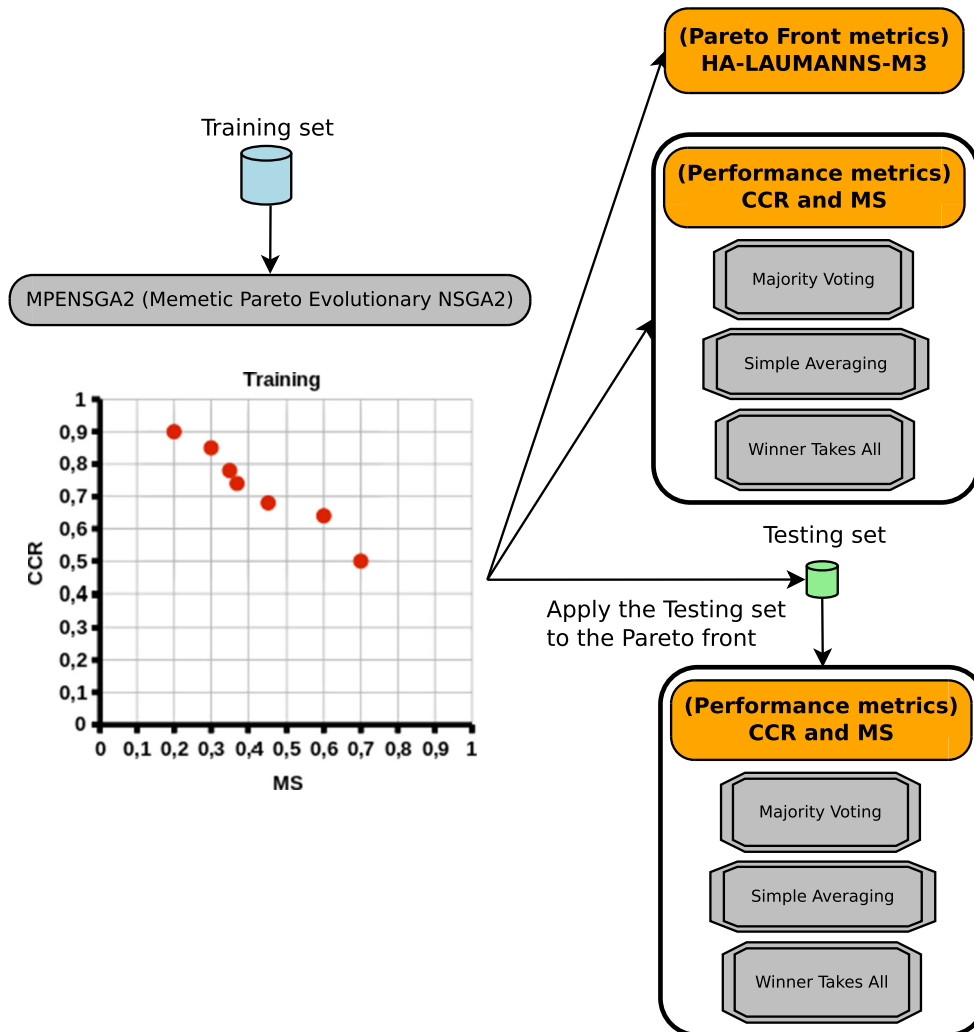 (Pareto Front metrics)
HA-LAUMANNS-M3
Training set
(Performance metrics)
CCR and MS
Majority Voting
MPENSGA2 (Memetic Pareto Evolutionary NSGA2)
Simple Averaging
Winner Takes All
Training
1
0,9
0,8
0,7
0,6
0,5
0,4
0,3
0,2
0,1
0
CCR
0 0,1 0,2 0,3 0,4 0,5 0,6 0,7 0,8 0,9 1
MS
Testing set
Apply the Testing set
to the Pareto front
(Performance metrics)
CCR and MS
Majority Voting
Simple Averaging
Winner Takes All